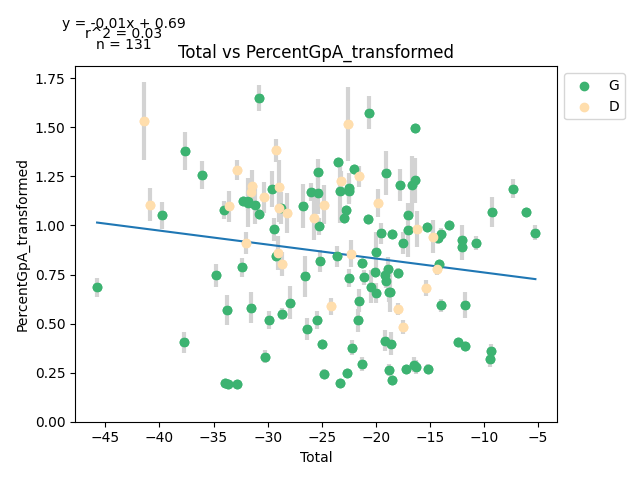 y = -0.01x + 0.69
r^2 = 0.03
n = 131
Total vs PercentGpA_transformed
G
D
PercentGpA_transformed
1.75
1.50
1.25
1.00
0.75
0.50
0.25
0.00
-45 -40 -35 -30 -25 -20 -15 -10 -5
Total